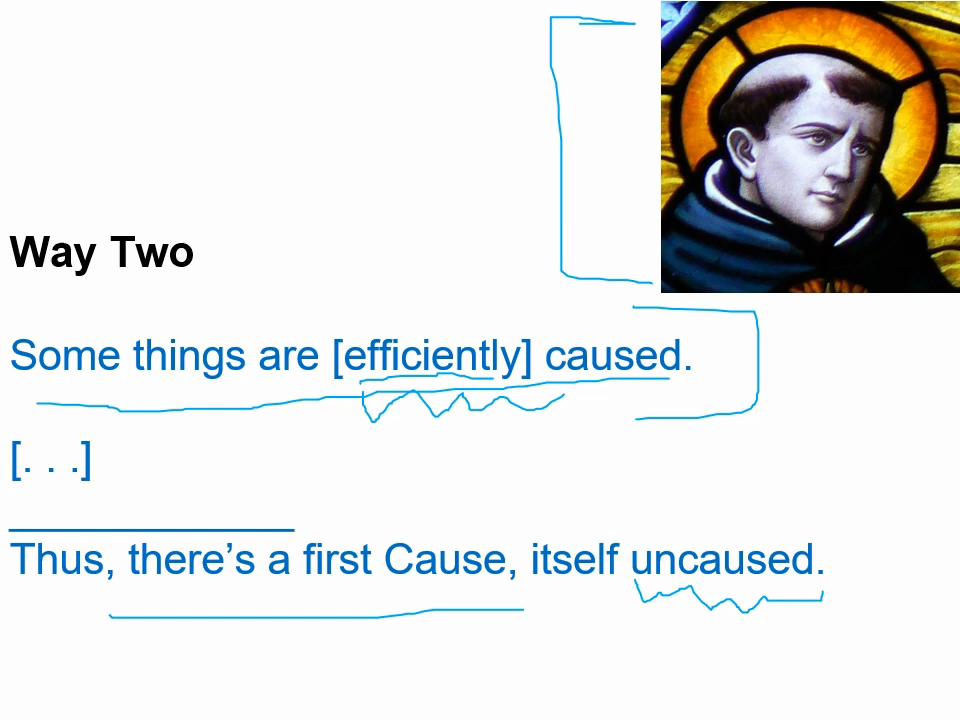 Way Two
Some things are [efficiently] caused.
[. . .]
Thus, there’s a first Cause, itself uncaused.